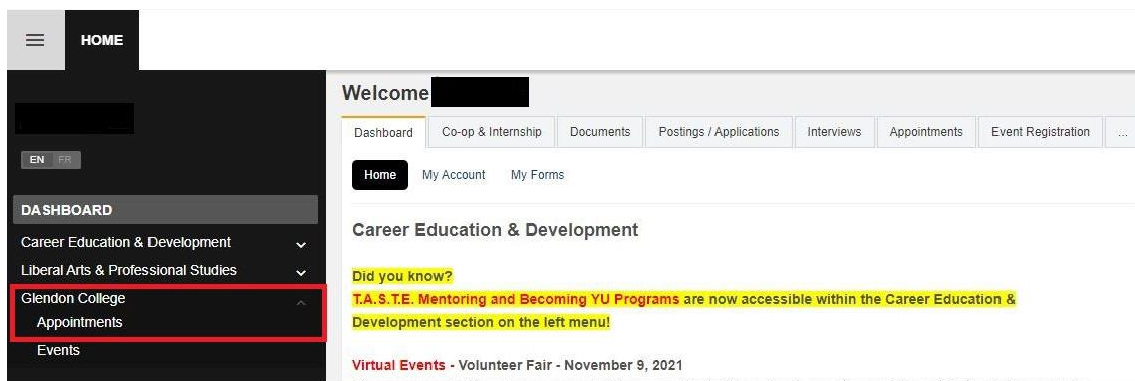 HOME
EN FR
DASHBOARD
Career Education & Development
Liberal Arts & Professional Studies
Glendon College
Appointments
Events
Welcome
Dashboard Co-op & Internship Documents Postings / Applications Interviews Appointments Event Registration ...
Home My Account My Forms
Career Education & Development
Did you know?
T.A.S.T.E. Mentoring and Becoming YU Programs are now accessible within the Career Education &
Development section on the left menu!
Virtual Events - Volunteer Fair - November 9, 2021